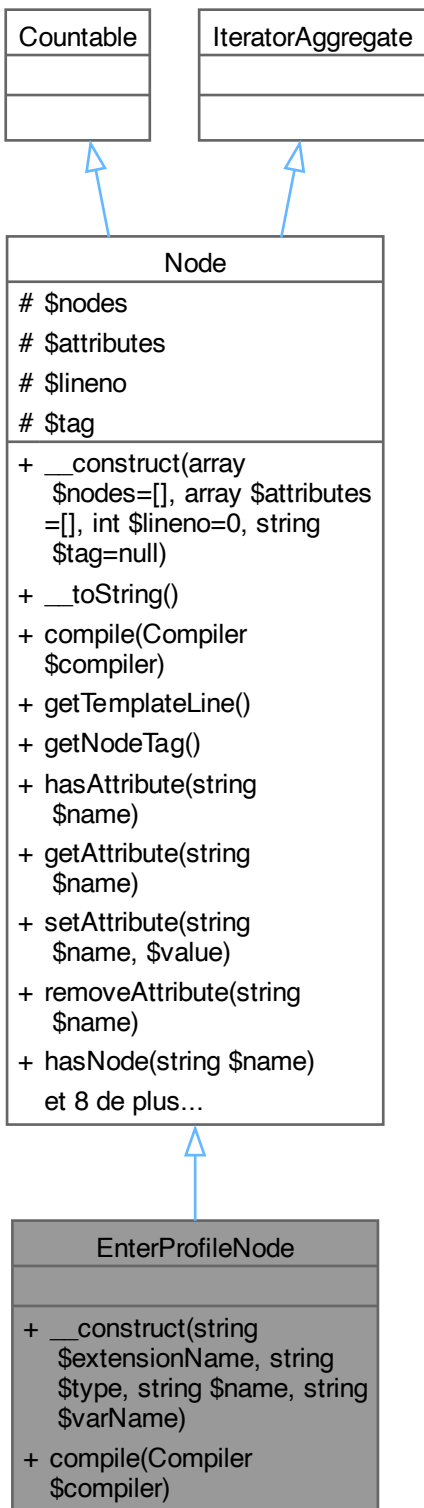 Countable
IteratorAggregate
Node
# $nodes
# $attributes
# $lineno
# $tag
+ __construct(array
$nodes=[], array $attributes
=[], int $lineno=0, string
$tag=null)
+ __toString()
+ compile(Compiler
$compiler)
+ getTemplateLine()
+ getNodeTag()
+ hasAttribute(string
$name)
+ getAttribute(string
$name)
+ setAttribute(string
$name, $value)
+ removeAttribute(string
$name)
+ hasNode(string $name)
et 8 de plus...
EnterProfileNode
+ __construct(string
$extensionName, string
$type, string $name, string
$varName)
+ compile(Compiler
$compiler)